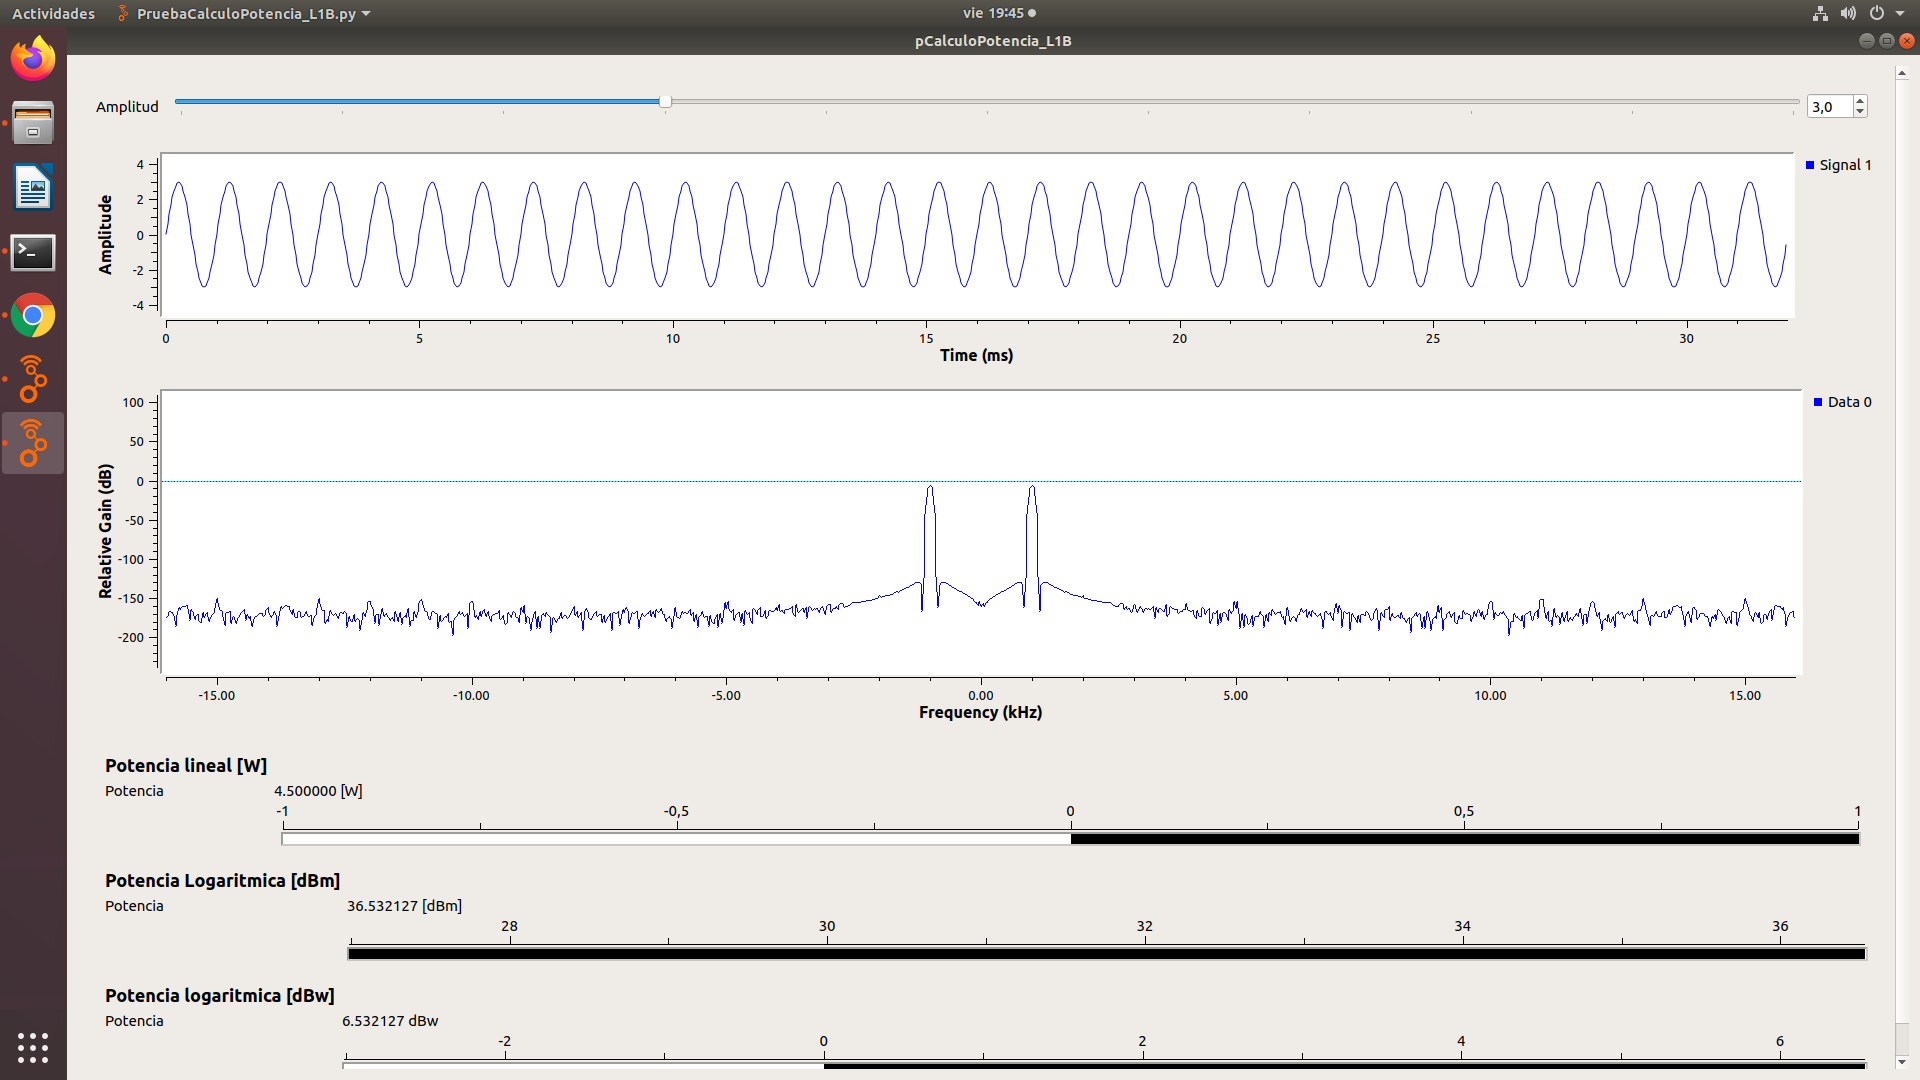 Actividades PruebaCalculoPotencia_L1B.py vie 19:45
pCalculoPotencia_L1B
Amplitud 3,0
4
2
0
-2
-4
Amplitude
Signal 1
0 5 10 15 20 25 30
Time (ms)
100
50
0
-50
-100
-150
-200
Relative Gain (dB)
Data 0
-15.00 -10.00 -5.00 0.00 5.00 10.00 15.00
Frequency (kHz)
Potencia lineal [W]
Potencia 4.500000 [W]
-1 -0,5 0 0,5 1
Potencia Logaritmica [dBm]
Potencia 36.532127 [dBm]
28 30 32 34 36
Potencia logaritmica [dBw]
Potencia 6.532127 dBw
-2 0 2 4 6